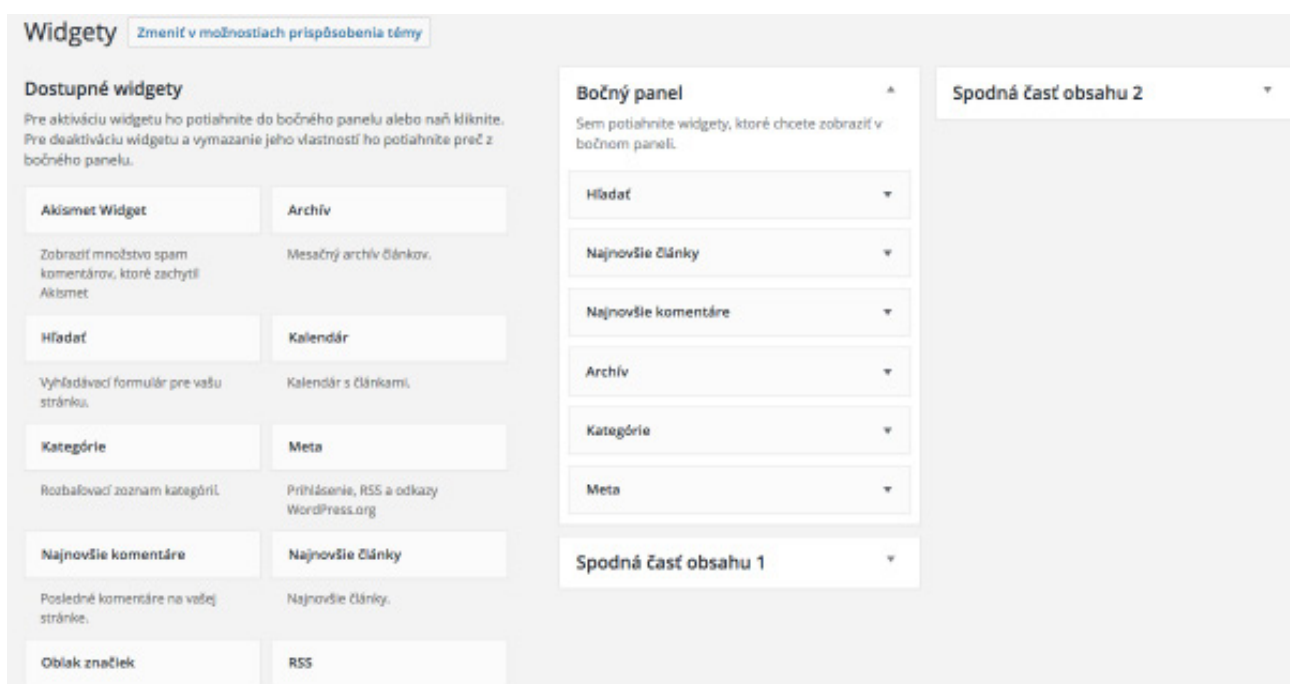 Widgety
Zmeniť v možnostiach prispôsobenia témy
Dostupné widgety
Pre aktiváciu widgetu ho potiahnite do bočného panelu alebo naň kliknite.
Pre deaktiváciu widgetu a vymazanie jeho vlastností ho potiahnite preč z
bočného panelu.
Akismet Widget
Zobraziť množstvo spam
komentárov, ktoré zachytil
Akismet
Archív
Mesačný archív článkov.
Hľadať
Vyhľadávací formulár pre vašu
stránku.
Kalendár
Kalendár s článkami.
Kategórie
Rozbaľovací zoznam kategórií.
Meta
Prihlásenie, RSS a odkazy
WordPress.org
Najnovšie komentáre
Posledné komentáre na vašej
stránke.
Najnovšie články
Najnovšie články.
Oblak značiek
RSS
Bočný panel
Sem potiahnite widgety, ktoré chcete zobraziť v
bočnom paneli.
Hľadať
Najnovšie články
Najnovšie komentáre
Archív
Kategórie
Meta
Spodná časť obsahu 1
Spodná časť obsahu 2